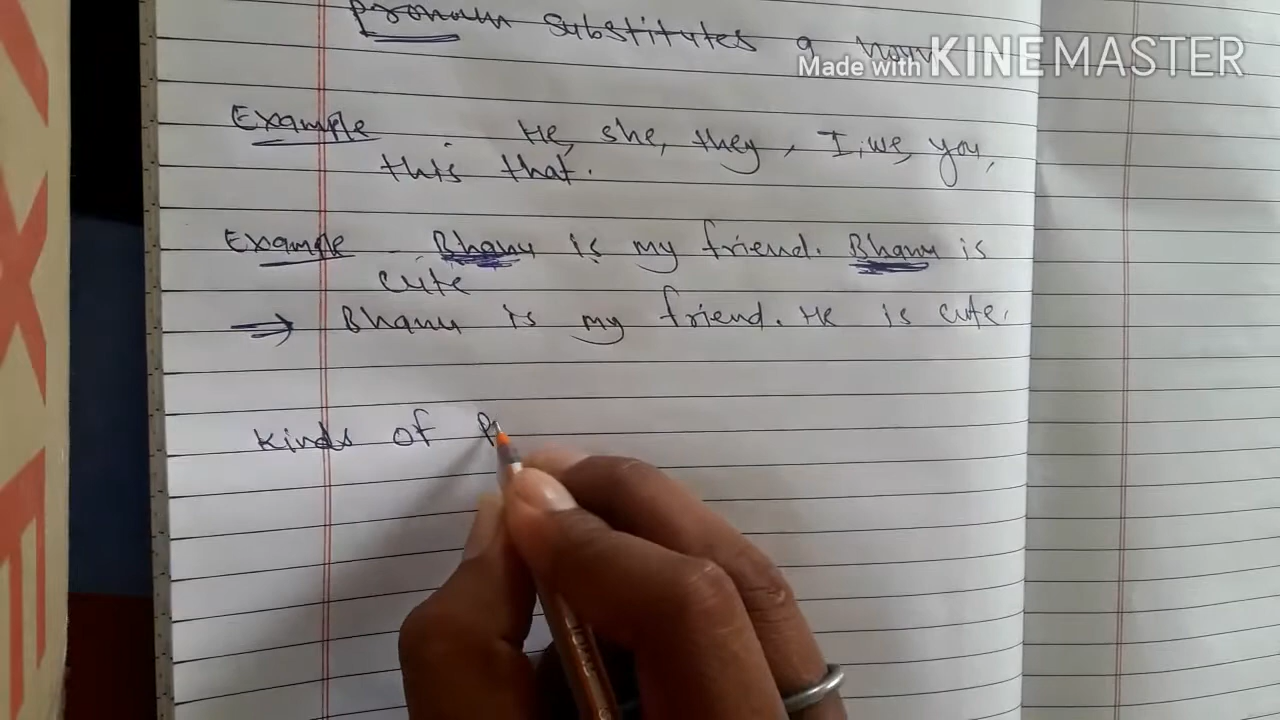 Pronoun substitutes a noun
Made with KINEMASTER
Example - He, she, they, I, we, you,
this that.
Example - Bhanu is my friend. Bhanu is
cute
⇒ Bhanu is my friend. He is cute.
Kinds of P